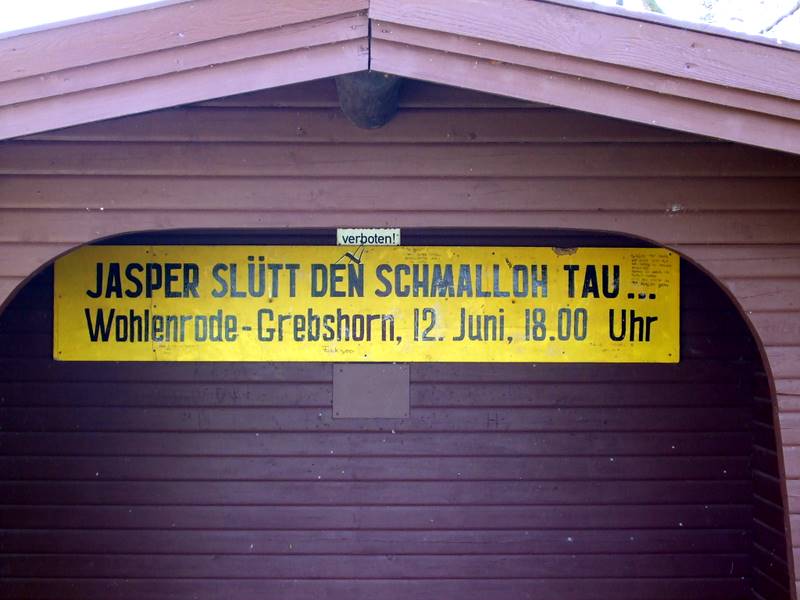 verboten!
JASPER SLÜTT DEN SCHMALLOH TAU...
Wohlenrode-Grebshorn, 12. Juni, 18.00 Uhr